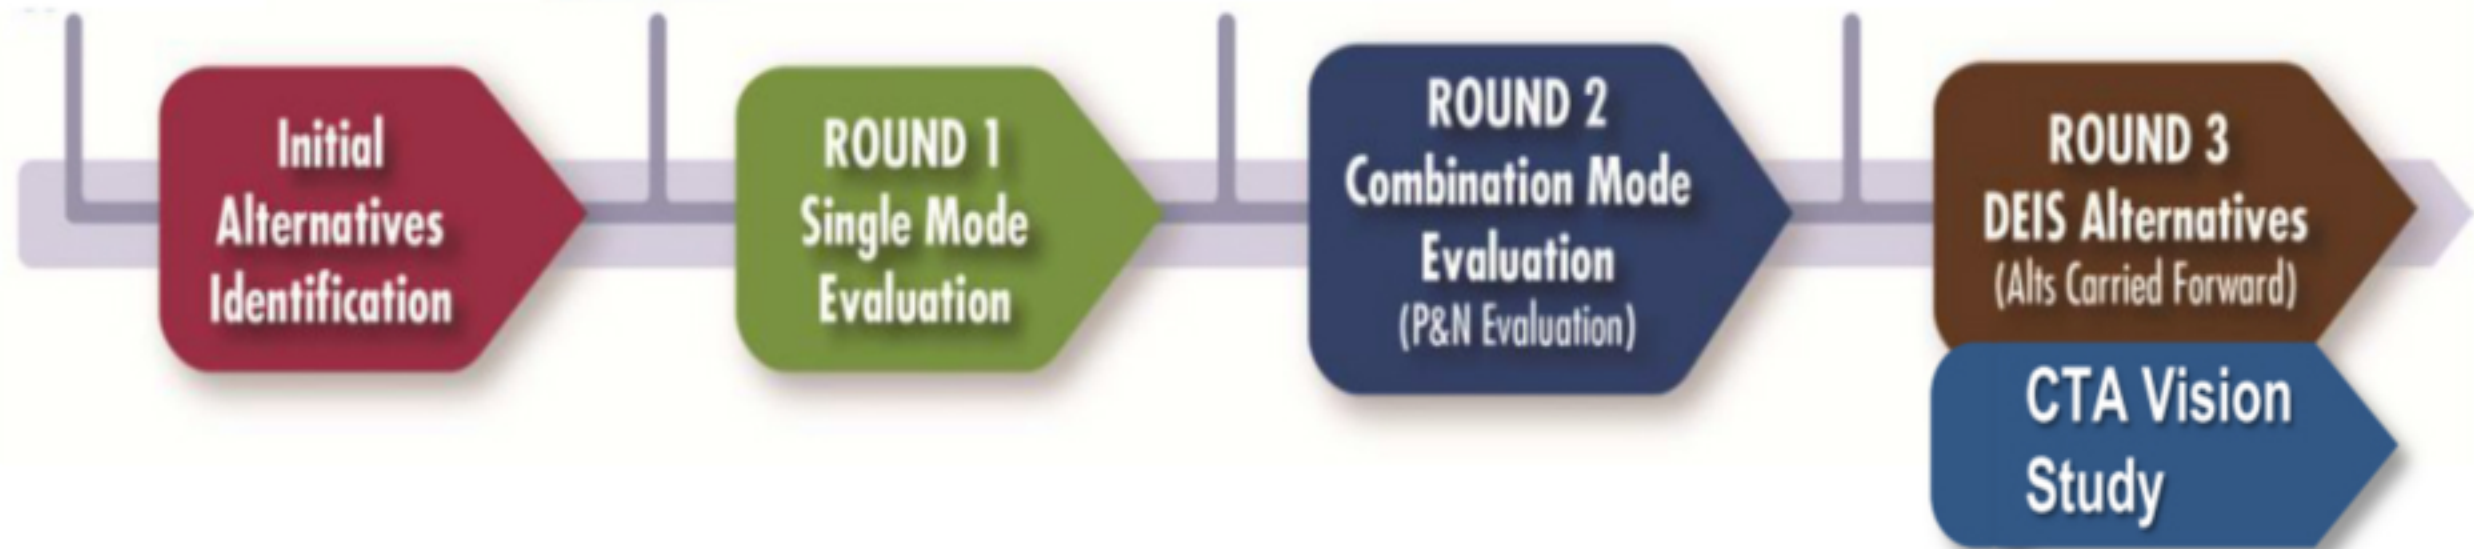 Initial
Alternatives
Identification
ROUND 1
Single Mode
Evaluation
ROUND 2
Combination Mode
Evaluation
(P&N Evaluation)
ROUND 3
DEIS Alternatives
(Alts Carried Forward)
CTA Vision
Study